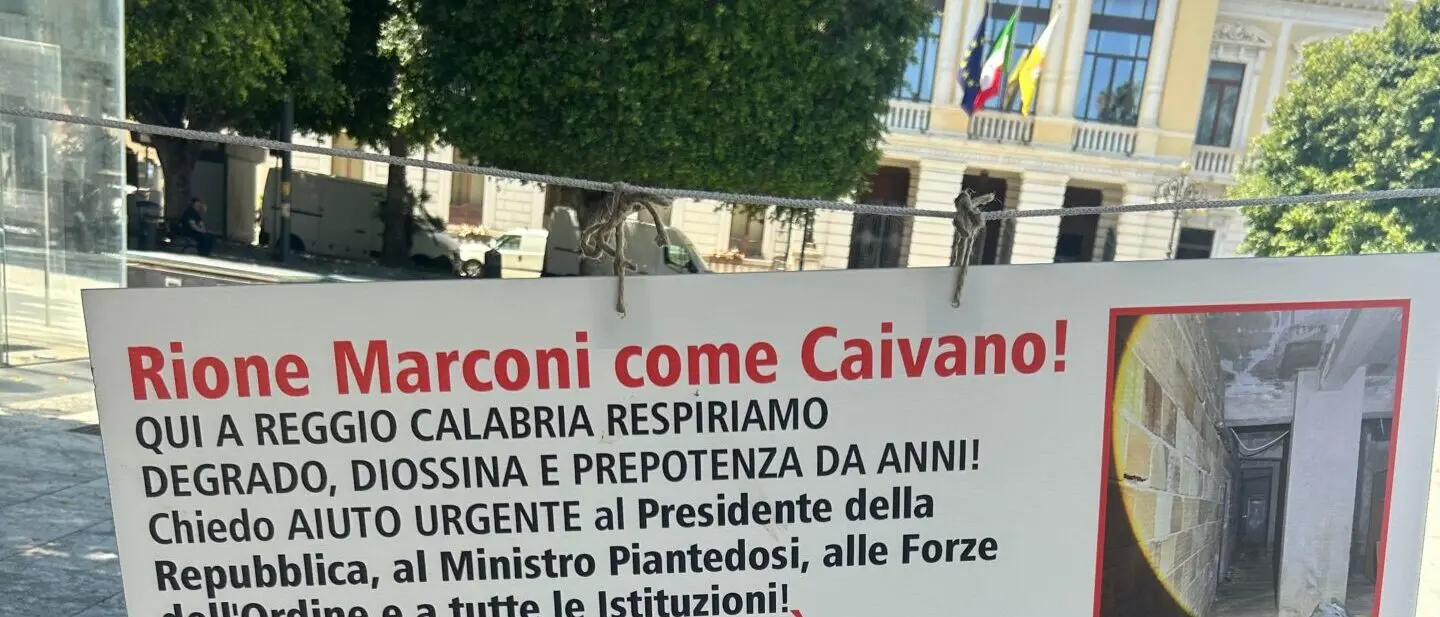 Rione Marconi come Caivano!
QUI A REGGIO CALABRIA RESPIRIAMO
DEGRADO, DIOSSINA E PREPOTENZA DA ANNI!
Chiedo AIUTO URGENTE al Presidente della
Repubblica, al Ministro Piantedosi, alle Forze
dell'Ordine e a tutte le Istituzioni!